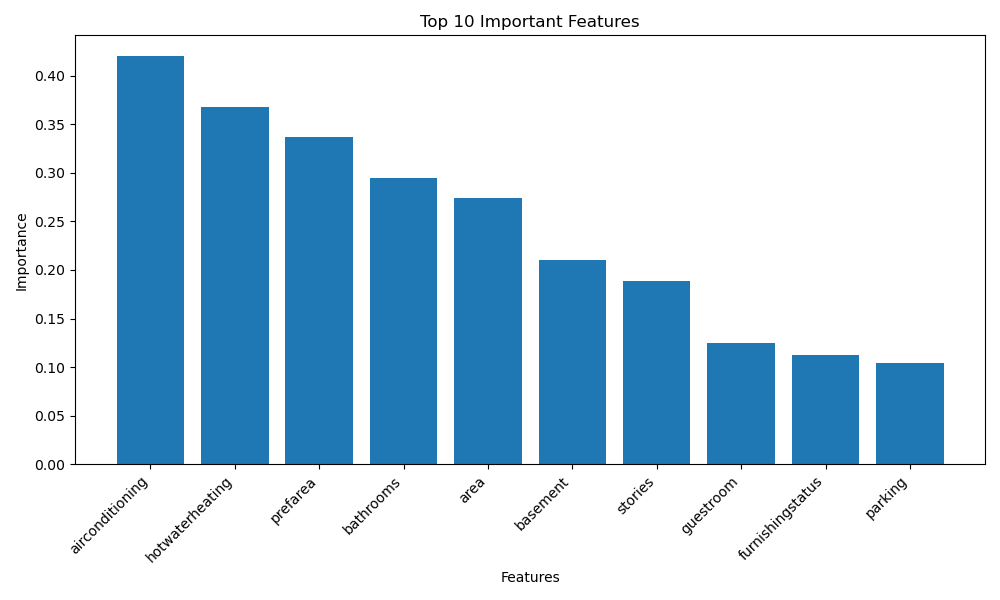 Top 10 Important Features
Importance
0.40
0.35
0.30
0.25
0.20
0.15
0.10
0.05
0.00
airconditioning
hotwaterheating
prefarea
bathrooms
area
basement
stories
guestroom
furnishingstatus
parking
Features